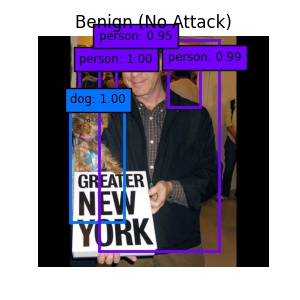 Benign (No Attack)
person: 0.95
person: 1.00
person: 0.99
dog: 1.00
GREATER
NEW
YORK